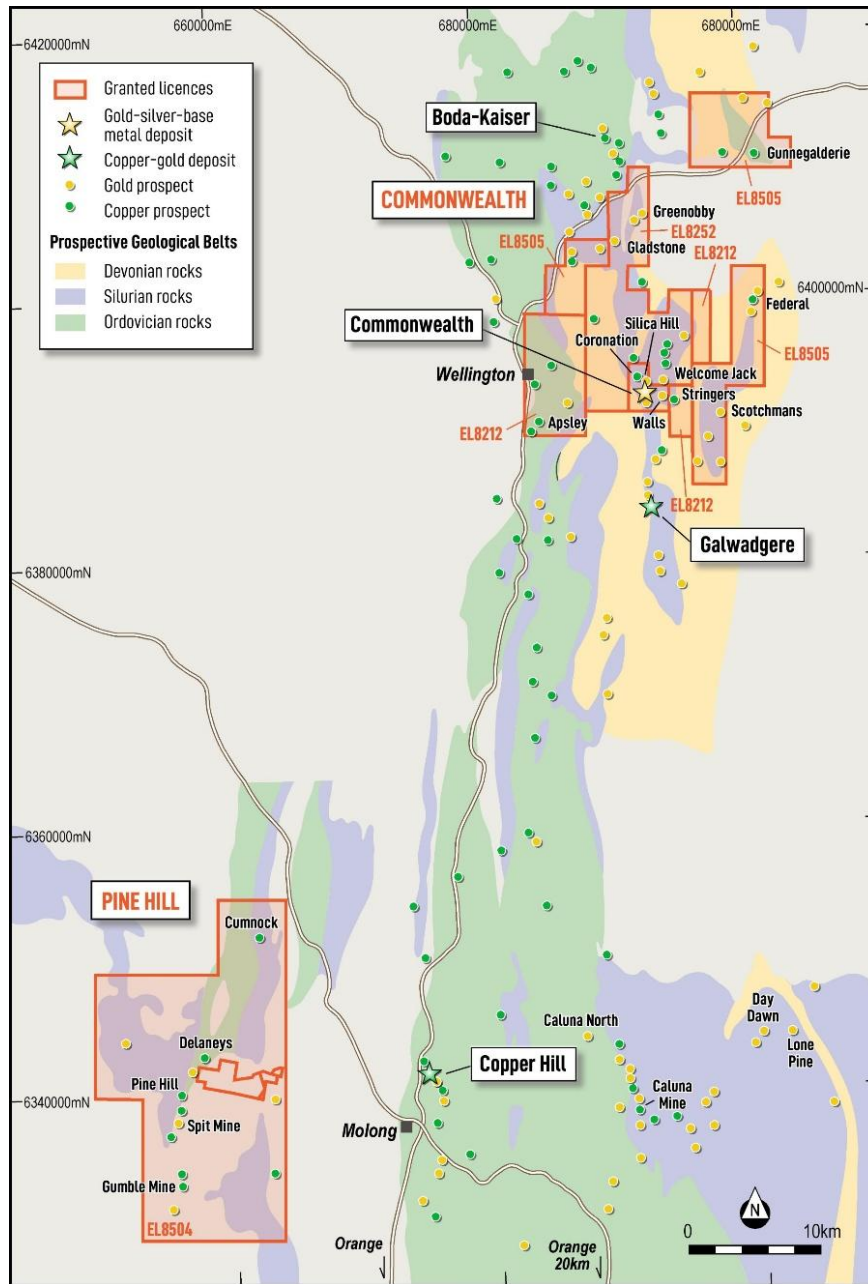 660000mE
680000mE
680000mE
6420000mN
Granted licences
Gold-silver-base
metal deposit
Copper-gold deposit
Gold prospect
Copper prospect
Prospective Geological Belts
Devonian rocks
Silurian rocks
Ordovician rocks
Boda-Kaiser
Gunnegalderie
EL8505
COMMONWEALTH
Greenobby
EL8252
Gladstone
EL8505
EL8212
6400000mN
Federal
Commonwealth
Silica Hill
Coronation
EL8505
Wellington
Welcome Jack
Stringers
Scotchmans
Walls
EL8212
Apsley
EL8212
Galwadgere
6380000mN
6360000mN
PINE HILL
Cumnock
Day
Dawn
Lone
Pine
Caluna North
Delaneys
Copper Hill
Pine Hill
Caluna
Mine
6340000mN
Spit Mine
Molong
Gumble Mine
EL8504
N
0
10km
Orange
Orange
20km